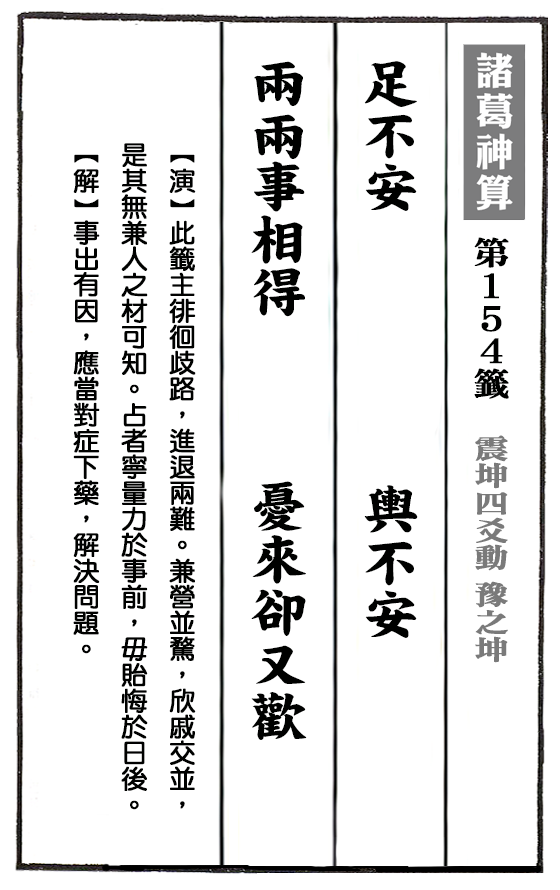 諸葛神算 第154籤 震坤四爻動 豫之坤
足不安 輿不安
兩兩事相得 憂來卻又歡
【演】此籤主徘徊歧路，進退兩難。兼營並騖，欣戚交並，
是其無兼人之材可知。占者寧量力於事前，毋貽悔於日後。
【解】事出有因，應當對症下藥，解決問題。